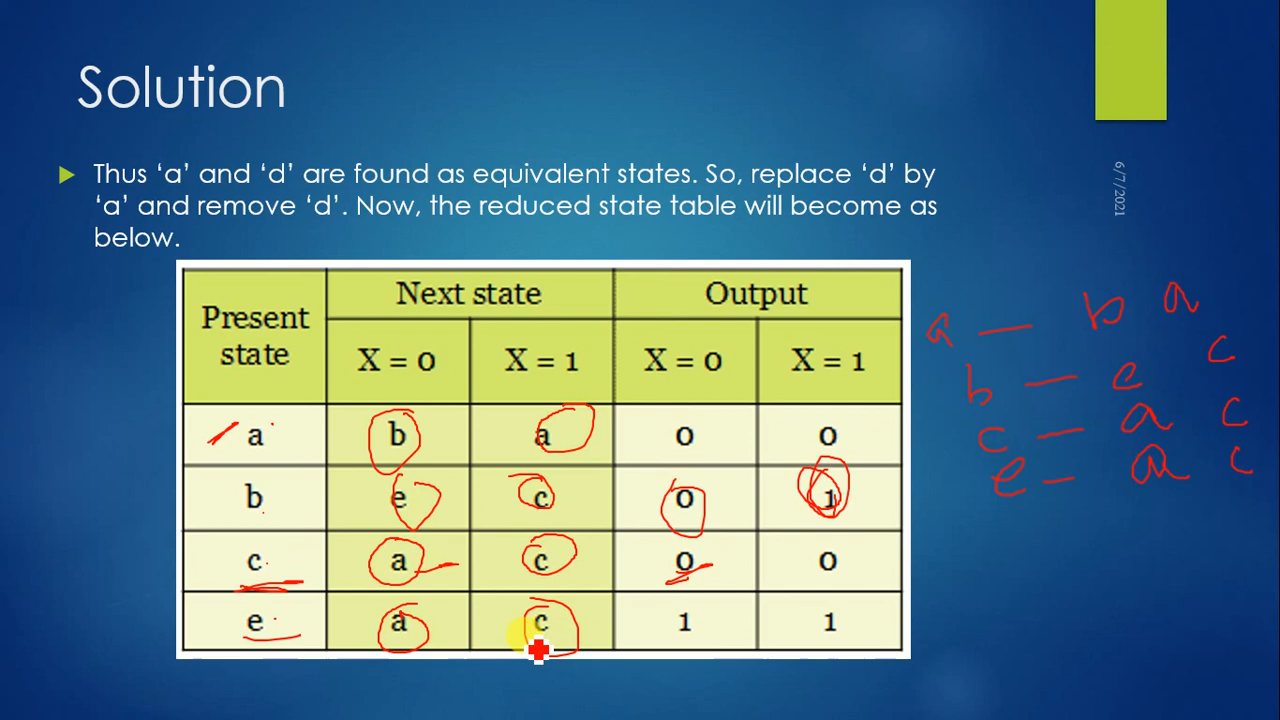 Solution
Thus ‘a’ and ‘d’ are found as equivalent states. So, replace ‘d’ by
‘a’ and remove ‘d’. Now, the reduced state table will become as
below.
6/7/2021
Present state Next state Output
X = 0 X = 1 X = 0 X = 1
a b a 0 0
b e c 0 1
c a c 0 0
e a c 1 1
a — b a
b — e c
c — a c
e — a c